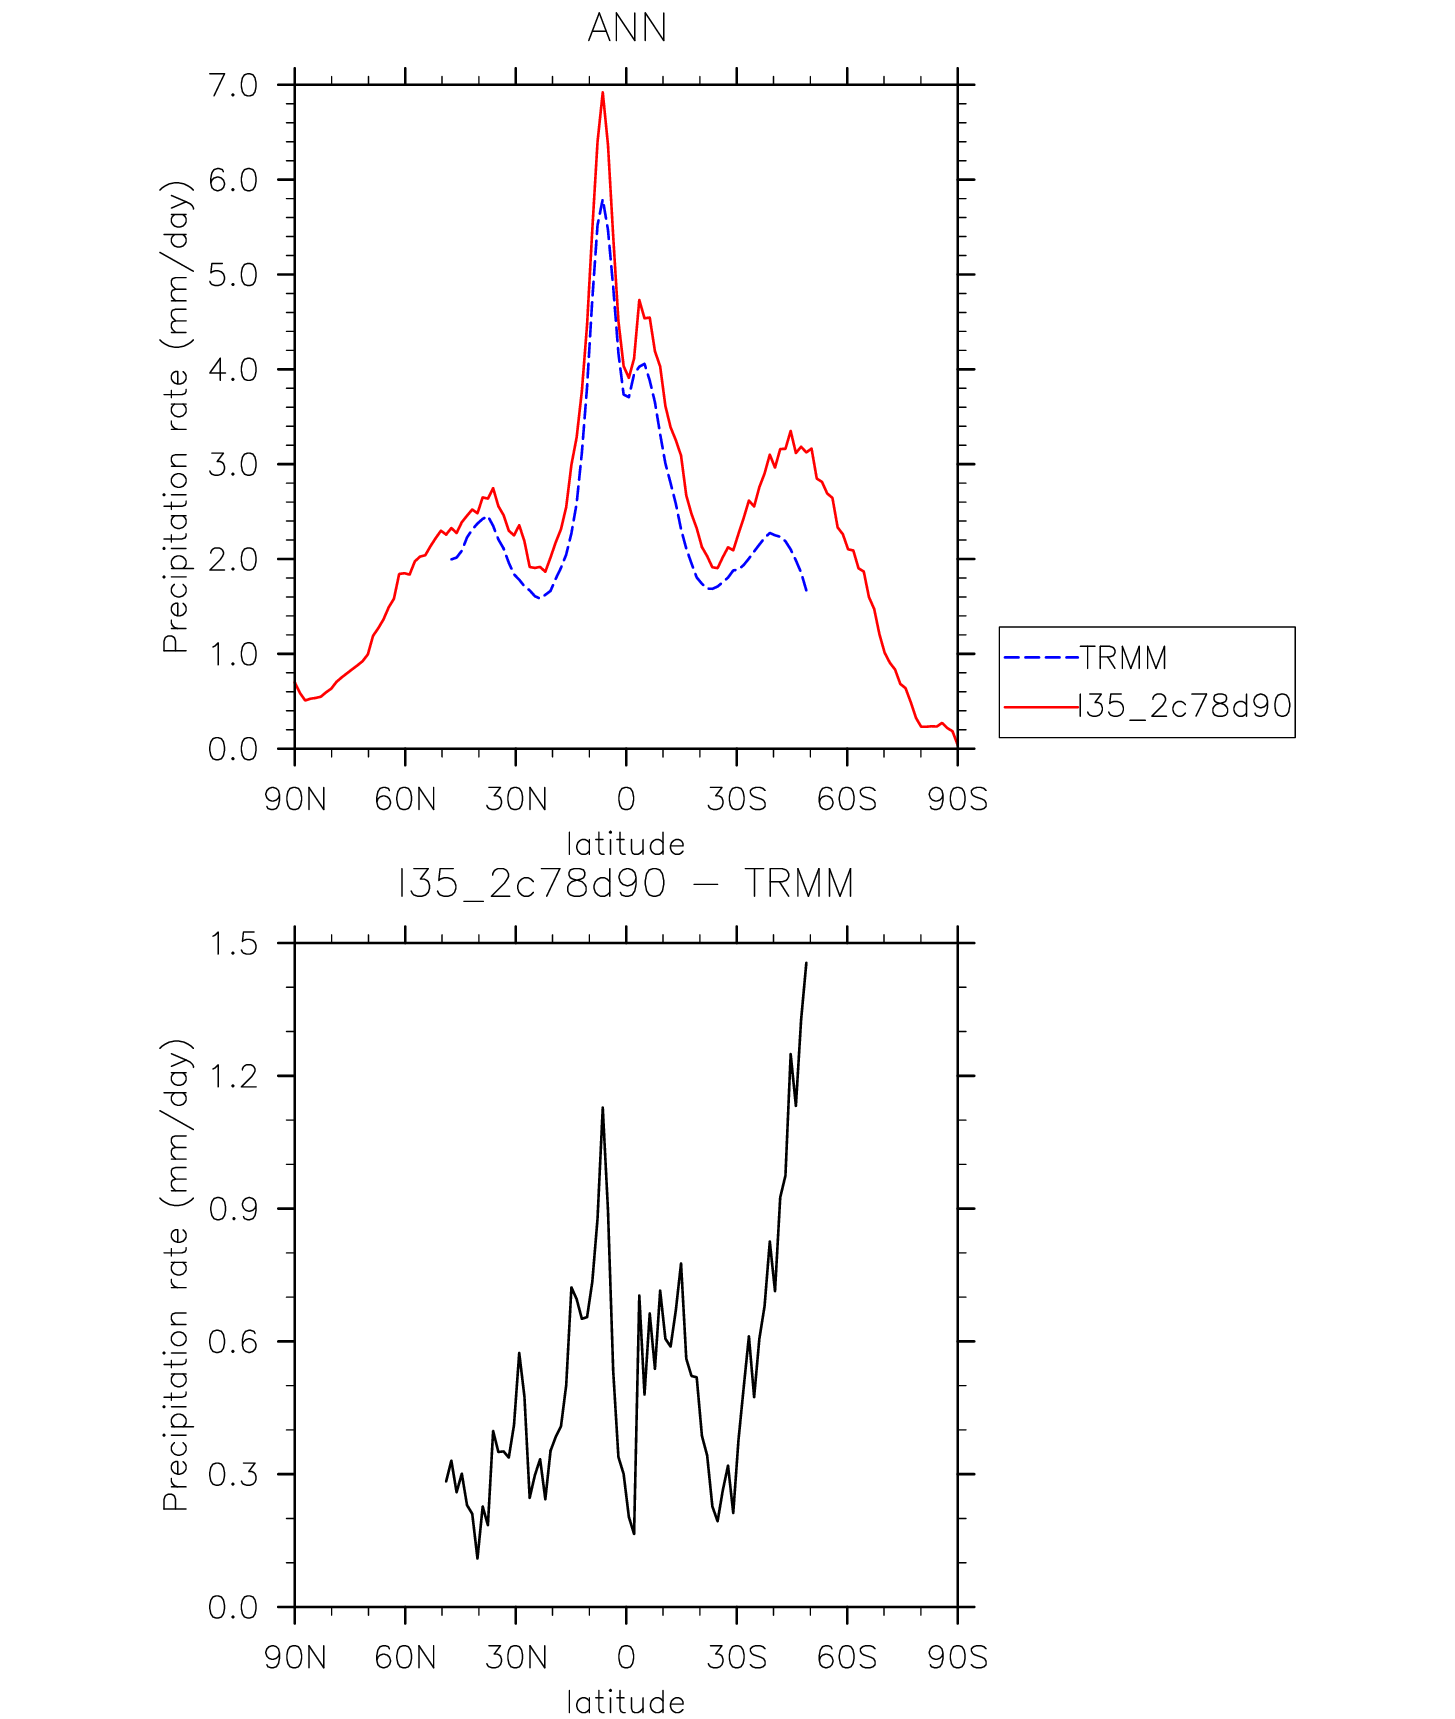 ANN
7.0
6.0
5.0
4.0
3.0
2.0
1.0
0.0
Precipitation rate (mm/day)
90N 60N 30N 0 30S 60S 90S
latitude
TRMM
I35_2c78d90
I35_2c78d90 - TRMM
1.5
1.2
0.9
0.6
0.3
0.0
Precipitation rate (mm/day)
90N 60N 30N 0 30S 60S 90S
latitude